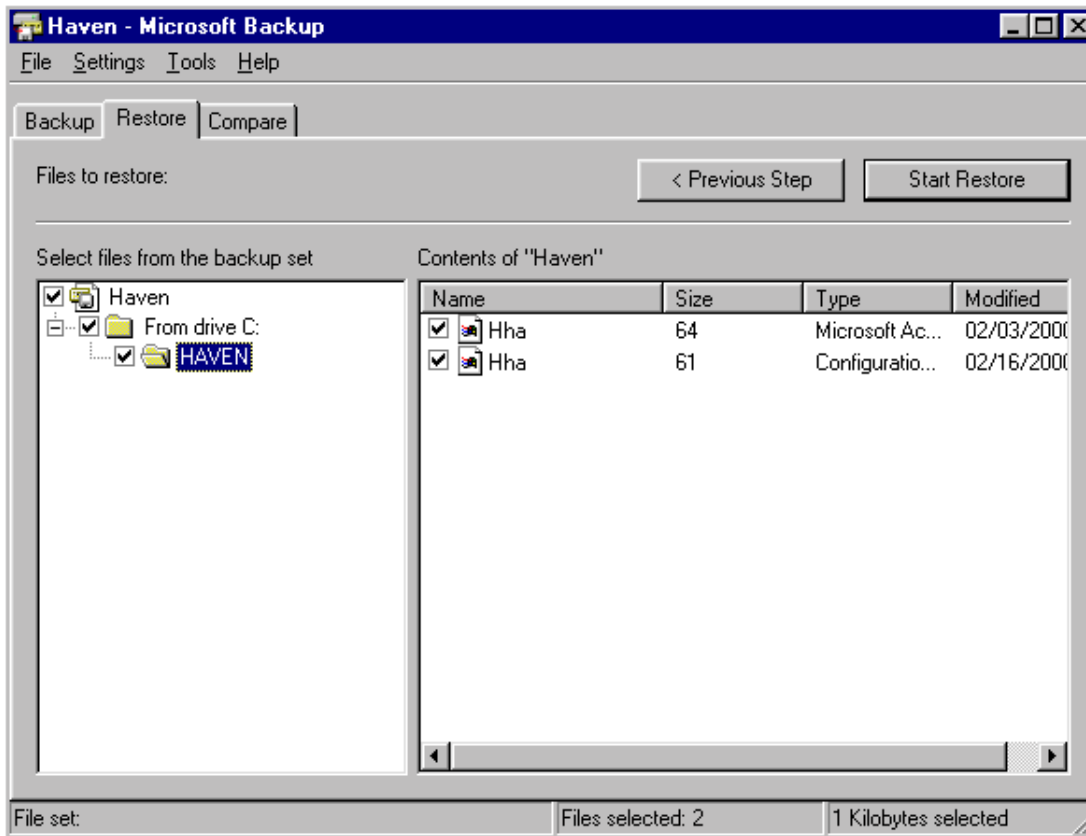 Haven - Microsoft Backup
File Settings Tools Help
Backup Restore Compare
Files to restore:
< Previous Step Start Restore
Select files from the backup set Contents of "Haven"
Haven Name Size Type Modified
From drive C: Hha 64 Microsoft Ac... 02/03/2000
HAVEN Hha 61 Configuratio... 02/16/2000
File set: Files selected: 2 1 Kilobytes selected